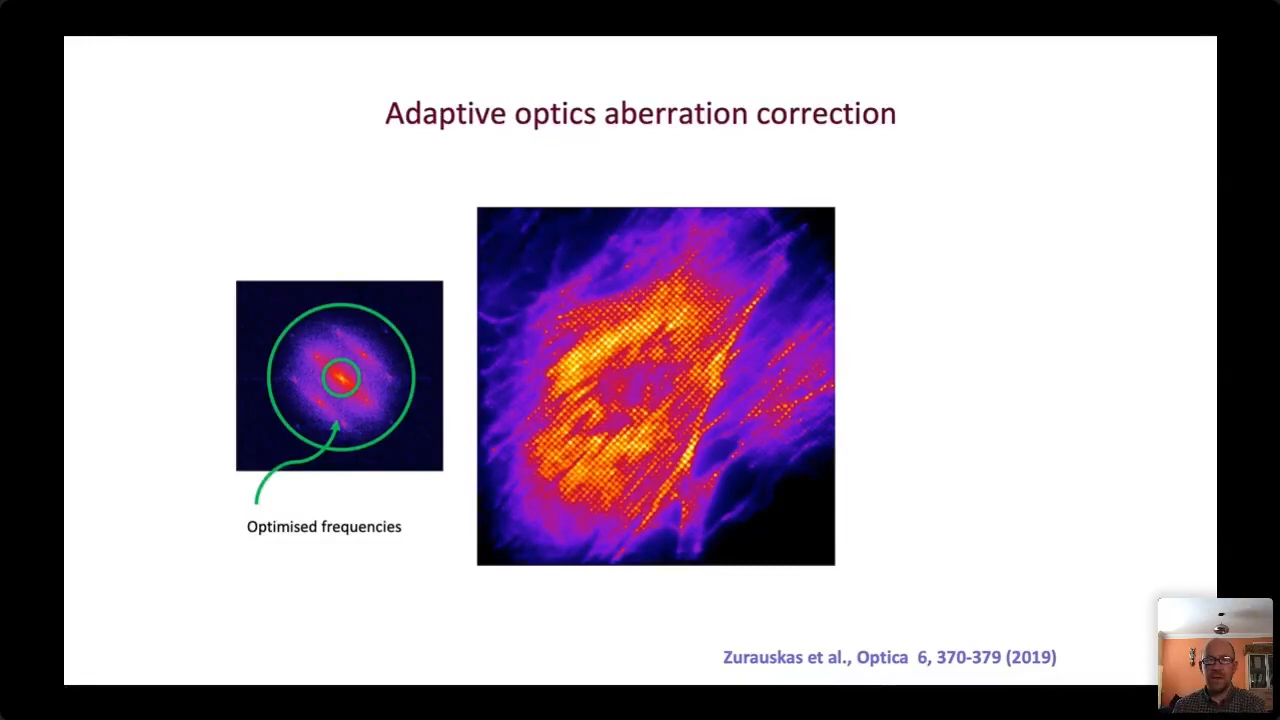 Adaptive optics aberration correction
Optimised frequencies
Zurauskas et al., Optica 6, 370-379 (2019)